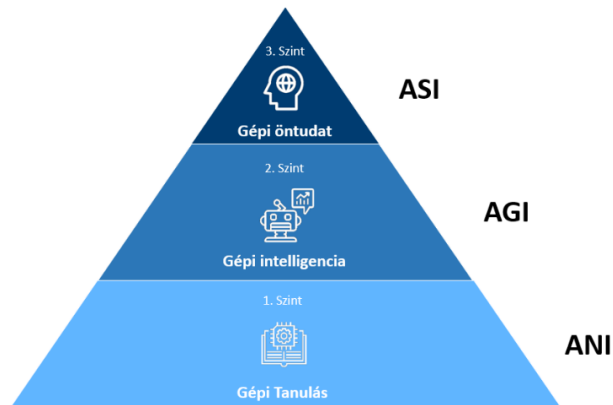 3. Szint
Gépi öntudat
ASI
2. Szint
Gépi intelligencia
AGI
1. Szint
Gépi Tanulás
ANI